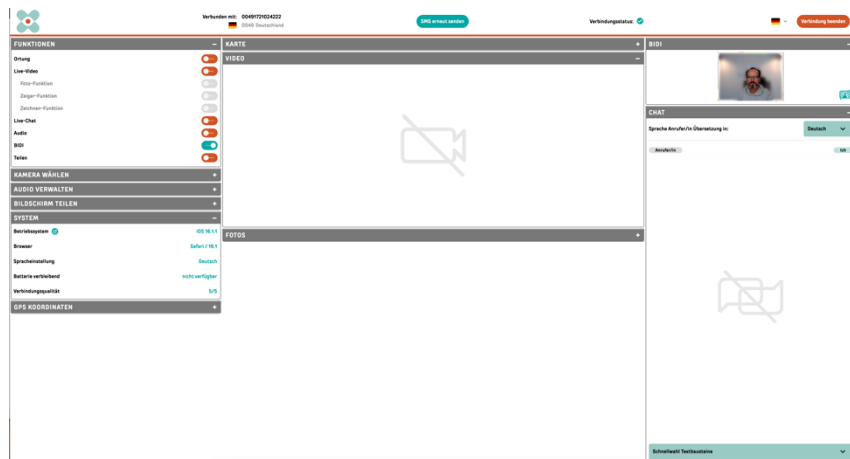 Verbunden mit: 004917121024222
0049 Deutschland
SMS erneut senden
Verbindungsstatus:
Verbindung beenden
FUNKTIONEN
Ortung
Live-Video
Foto-Funktion
Zeiger-Funktion
Zeichnen-Funktion
Live-Chat
Audio
BIDI
Teilen
KAMERA WÄHLEN
AUDIO VERWALTEN
BILDSCHIRM TEILEN
SYSTEM
Betriebssystem iOS 16.1.1
Browser Safari / 16.1
Spracheinstellung Deutsch
Batterie verbleibend nicht verfügbar
Verbindungsqualität 5/5
GPS KOORDINATEN
KARTE
VIDEO
FOTOS
BIDI
CHAT
Sprache Anrufer/in Übersetzung in: Deutsch
Anrufer/in Ich
Schnellwahl Textbausteine